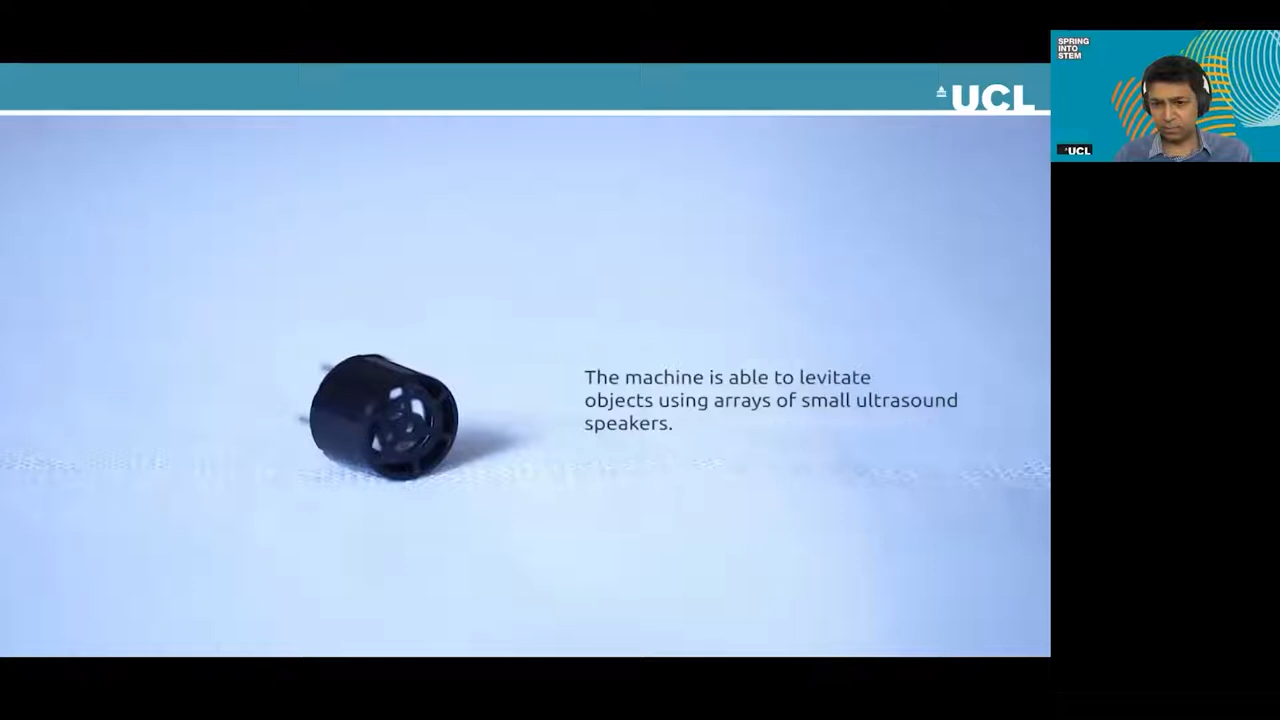 UCL
The machine is able to levitate
objects using arrays of small ultrasound
speakers.
SPRING
INTO
STEM
UCL